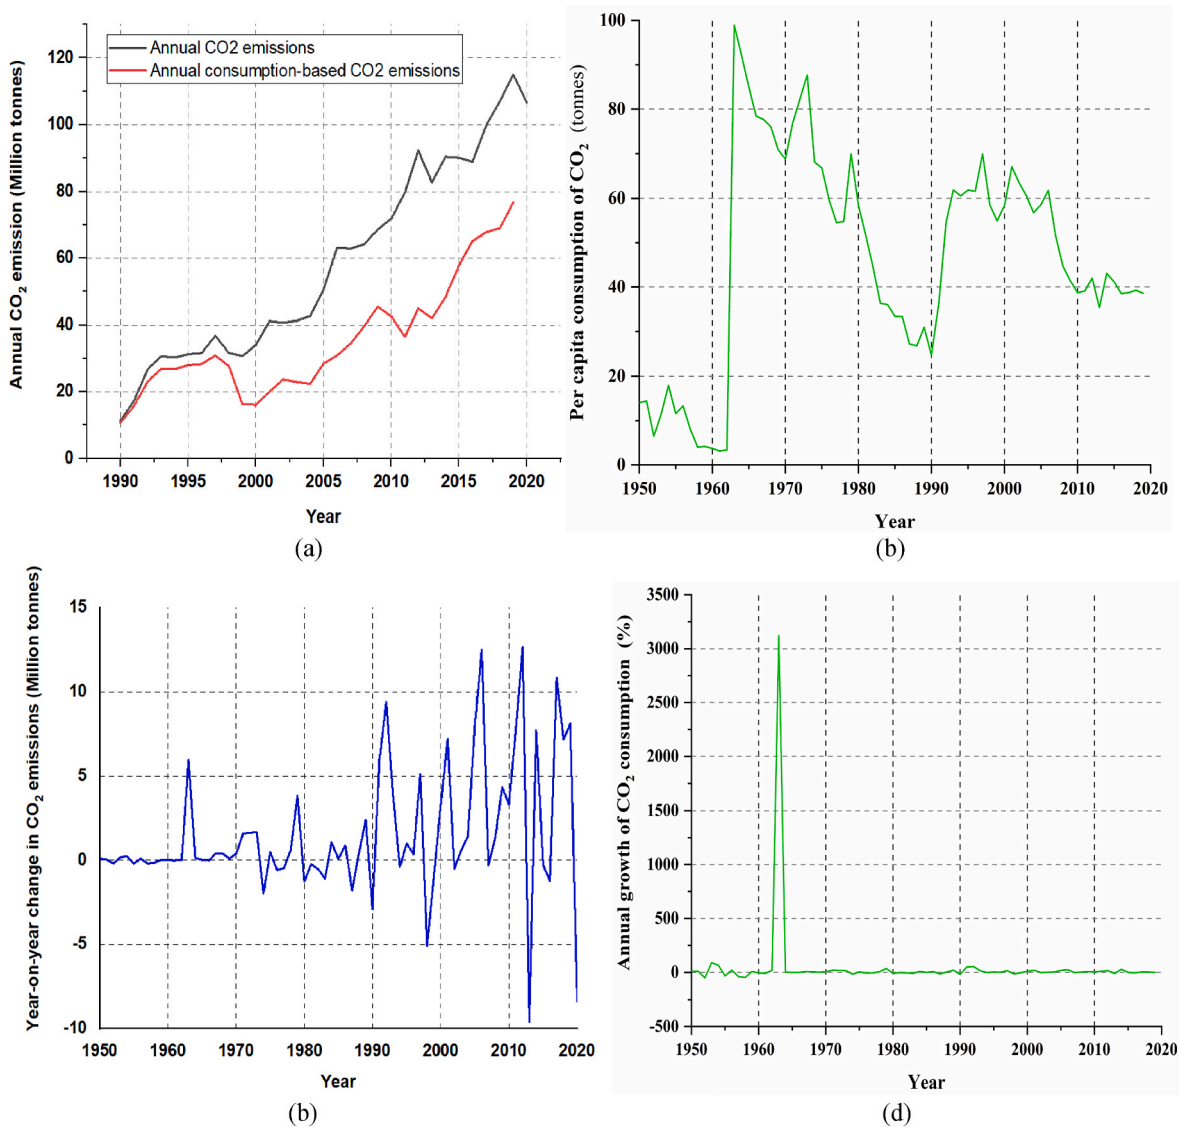 Annual CO2 emissions
Annual consumption-based CO2 emissions
Annual CO₂ emission (Million tonnes)
120
100
80
60
40
20
0
1990 1995 2000 2005 2010 2015 2020
Year
(a)
Per capita consumption of CO₂ (tonnes)
100
80
60
40
20
0
1950 1960 1970 1980 1990 2000 2010 2020
Year
(b)
Year-on-year change in CO₂ emissions (Million tonnes)
15
10
5
0
-5
-10
1950 1960 1970 1980 1990 2000 2010 2020
Year
(b)
Annual growth of CO₂ consumption (%)
3500
3000
2500
2000
1500
1000
500
0
-500
1950 1960 1970 1980 1990 2000 2010 2020
Year
(d)